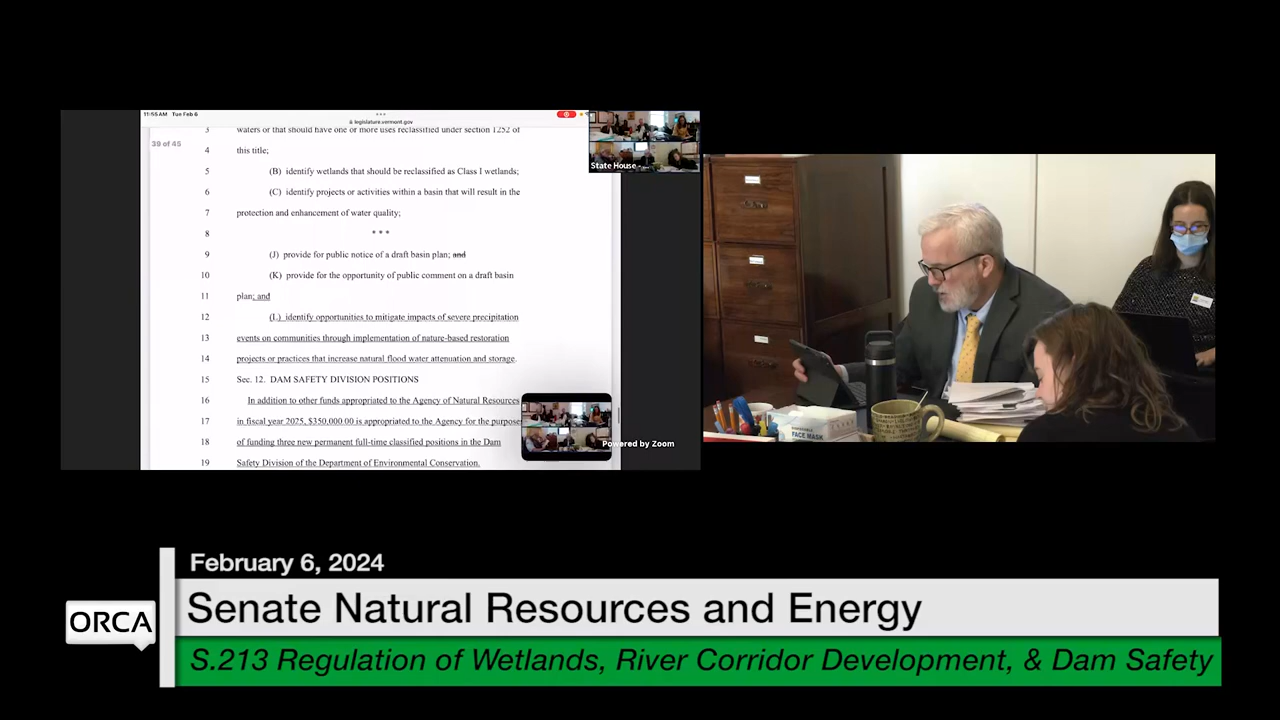 11:55 AM Tue Feb 6
legislature.vermont.gov
39 of 45
3 waters or that should have one or more uses reclassified under section 1252 of
4 this title;
5 (B) identify wetlands that should be reclassified as Class I wetlands;
6 (C) identify projects or activities within a basin that will result in the
7 protection and enhancement of water quality;
8 * * *
9 (J) provide for public notice of a draft basin plan; and
10 (K) provide for the opportunity of public comment on a draft basin
11 plan; and
12 (L) identify opportunities to mitigate impacts of severe precipitation
13 events on communities through implementation of nature-based restoration
14 projects or practices that increase natural flood water attenuation and storage.
15 Sec. 12. DAM SAFETY DIVISION POSITIONS
16 In addition to other funds appropriated to the Agency of Natural Resources
17 in fiscal year 2025, $350,000.00 is appropriated to the Agency for the purposes
18 of funding three new permanent full-time classified positions in the Dam
19 Safety Division of the Department of Environmental Conservation.
State House - ...
Powered by Zoom
FACE MASK
February 6, 2024
Senate Natural Resources and Energy
ORCA
S.213 Regulation of Wetlands, River Corridor Development, & Dam Safety